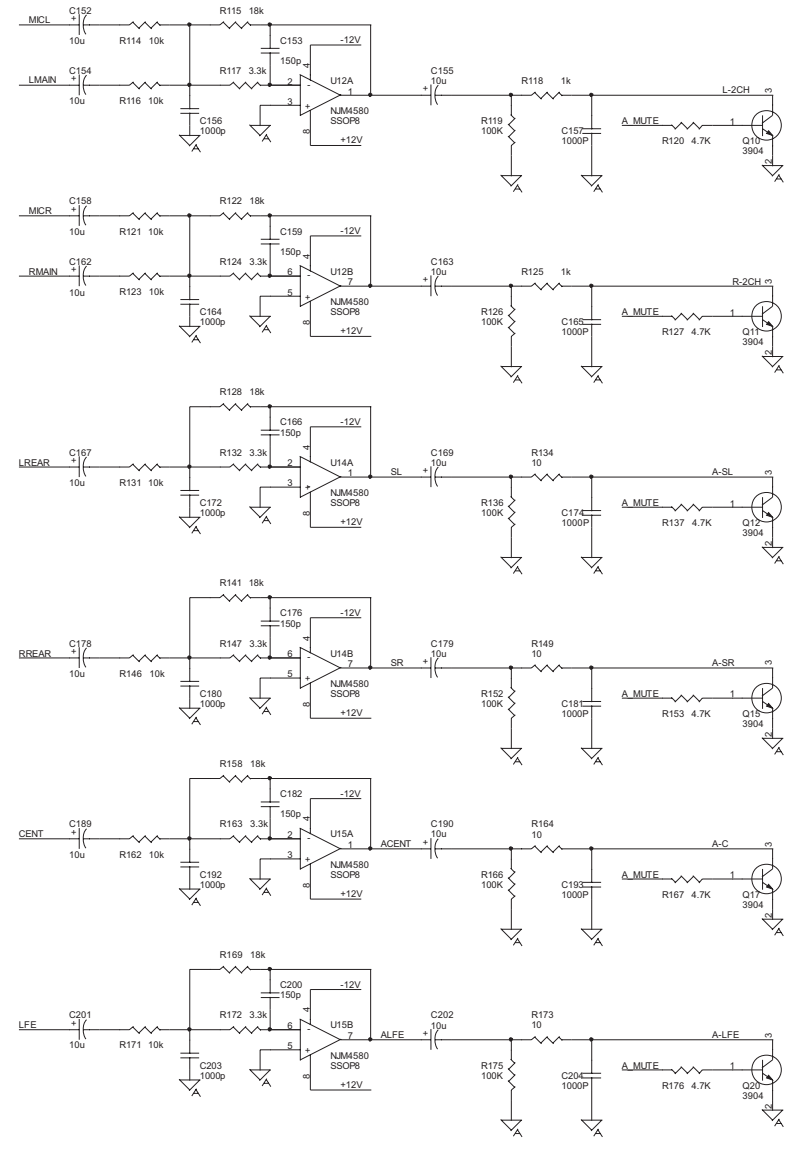 C152 R115 18k
MICL + C153 -12V
10u R114 10k 150p 4
C154 R117 3.3k U12A C155 R118 1k L-2CH 3
LMAIN + 2 - 1 + 10u
10u R116 10k 3 + NJM4580 R119 A_MUTE 1
C156 8 SSOP8 100K C157 R120 4.7K Q10
1000p +12V 1000P 3904
A A A A 2 A
C158 R122 18k
MICR + C159 -12V
10u R121 10k 150p 4
C162 R124 3.3k U12B C163 R125 1k R-2CH 3
RMAIN + 6 - 7 + 10u
10u R123 10k 5 + NJM4580 R126 A_MUTE 1
C164 8 SSOP8 100K C165 R127 4.7K Q11
1000p +12V 1000P 3904
A A A A 2 A
R128 18k
C166 -12V
150p 4
C167 R132 3.3k U14A C169 R134
LREAR + 2 - 1 SL + 10u 10 A-SL 3
10u R131 10k 3 + NJM4580 R136 A_MUTE 1
C172 8 SSOP8 100K C174 R137 4.7K Q12
1000p +12V 1000P 3904
A A A A 2 A
R141 18k
C176 -12V
150p 4
C178 R147 3.3k U14B C179 R149
RREAR + 6 - 7 SR + 10u 10 A-SR 3
10u R146 10k 5 + NJM4580 R152 A_MUTE 1
C180 8 SSOP8 100K C181 R153 4.7K Q15
1000p +12V 1000P 3904
A A A A 2 A
R158 18k
C182 -12V
150p 4
C189 R163 3.3k U15A C190 R164
CENT + 2 - 1 ACENT + 10u 10 A-C 3
10u R162 10k 3 + NJM4580 R166 A_MUTE 1
C192 8 SSOP8 100K C193 R167 4.7K Q17
1000p +12V 1000P 3904
A A A A 2 A
R169 18k
C200 -12V
150p 4
C201 R172 3.3k U15B C202 R173
LFE + 6 - 7 ALFE + 10u 10 A-LFE 3
10u R171 10k 5 + NJM4580 R175 A_MUTE 1
C203 8 SSOP8 100K C204 R176 4.7K Q20
1000p +12V 1000P 3904
A A A A 2 A